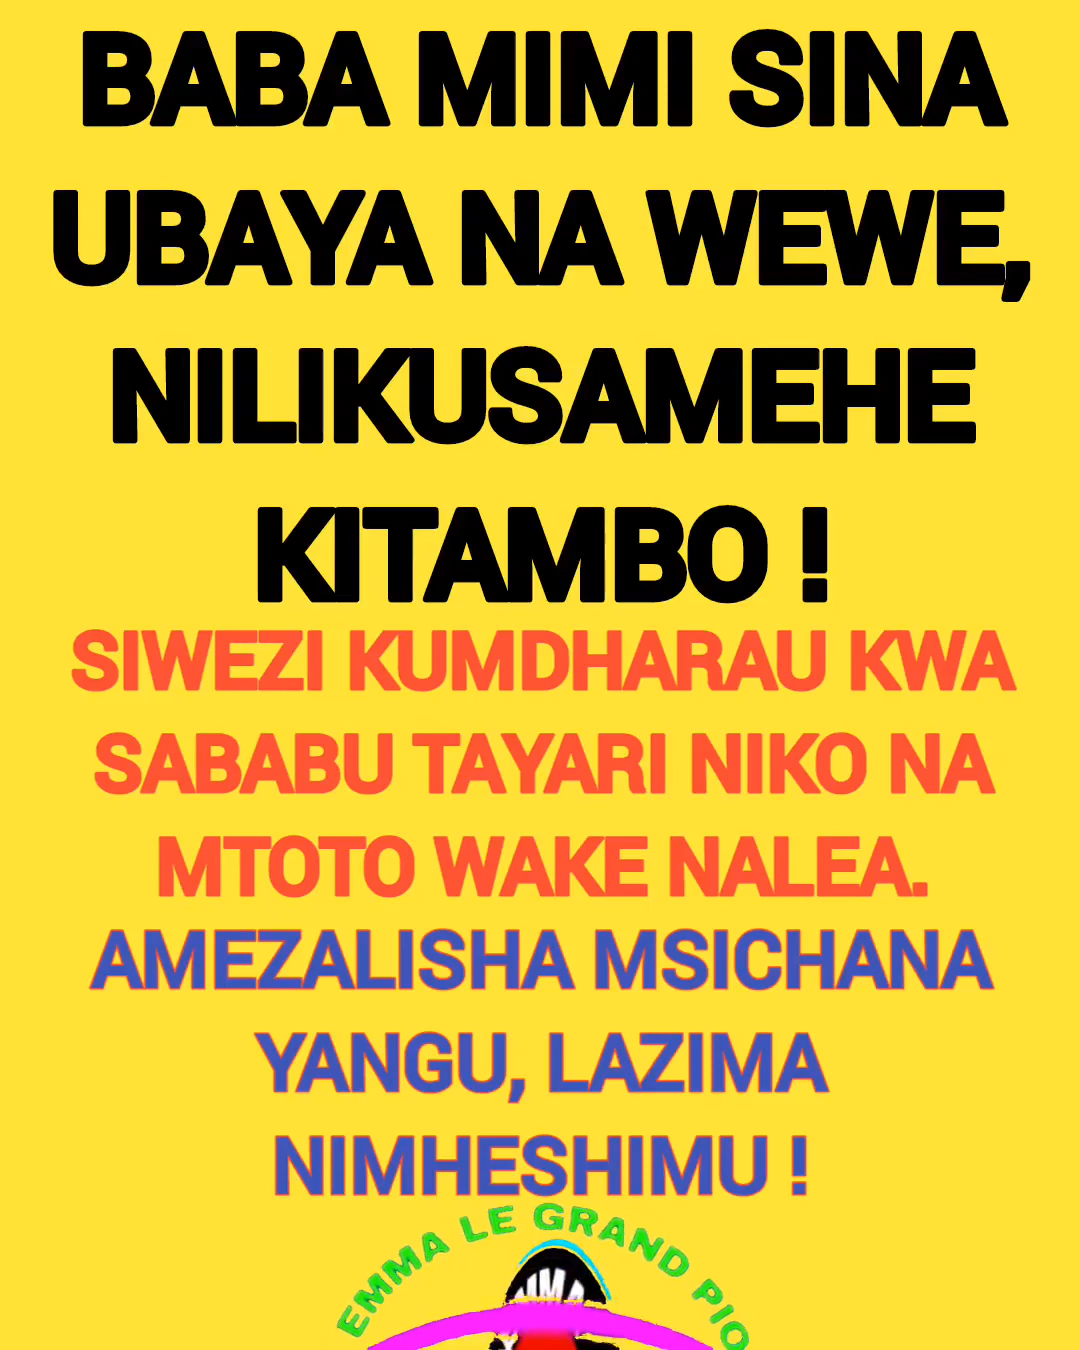 BABA MIMI SINA
UBAYA NA WEWE,
NILIKUSAMEHE
KITAMBO !
SIWEZI KUMDHARAU KWA
SABABU TAYARI NIKO NA
MTOTO WAKE NALEA.
AMEZALISHA MSICHANA
YANGU, LAZIMA
NIMHESHIMU !
EMMA LE GRAND PIO